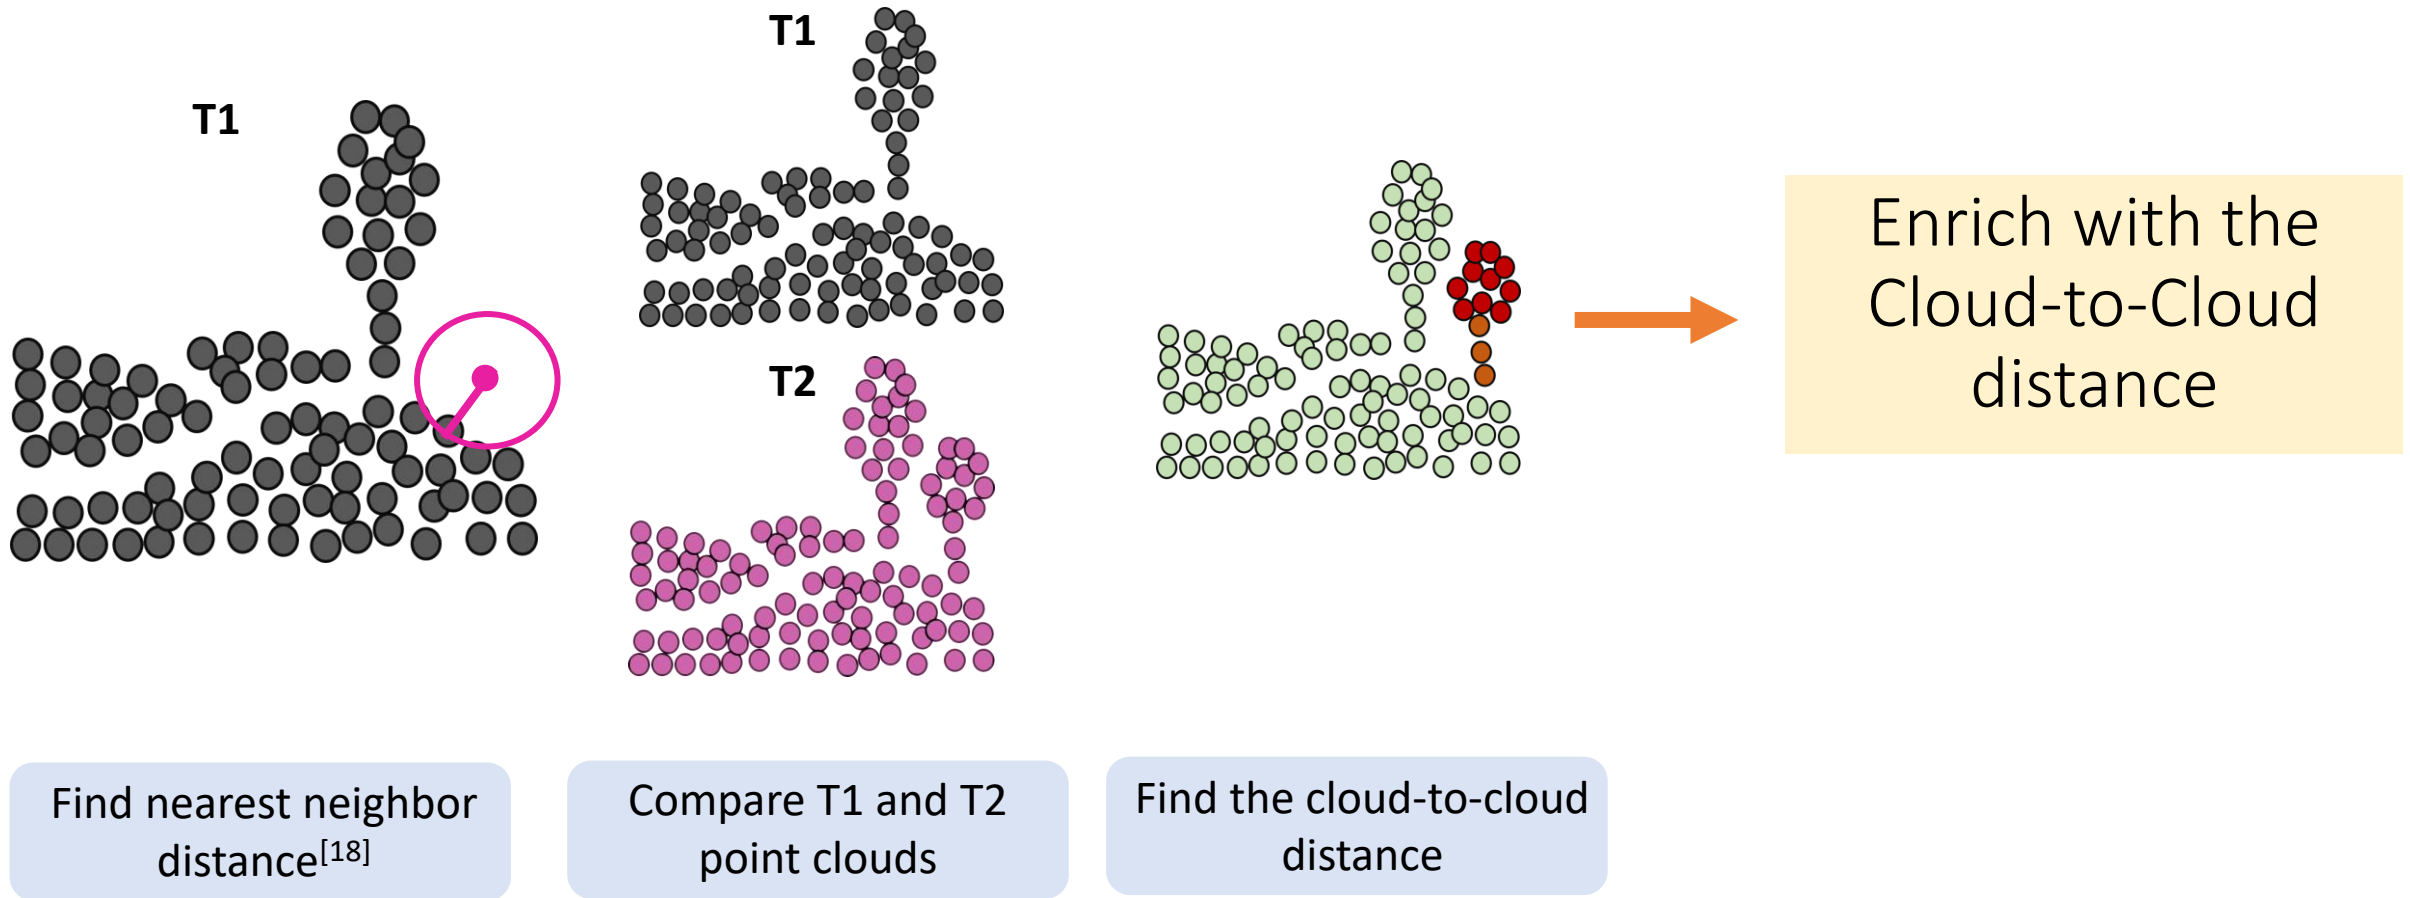 T1
T1
T2
Enrich with the
Cloud-to-Cloud
distance
Find nearest neighbor
distance[18]
Compare T1 and T2
point clouds
Find the cloud-to-cloud
distance